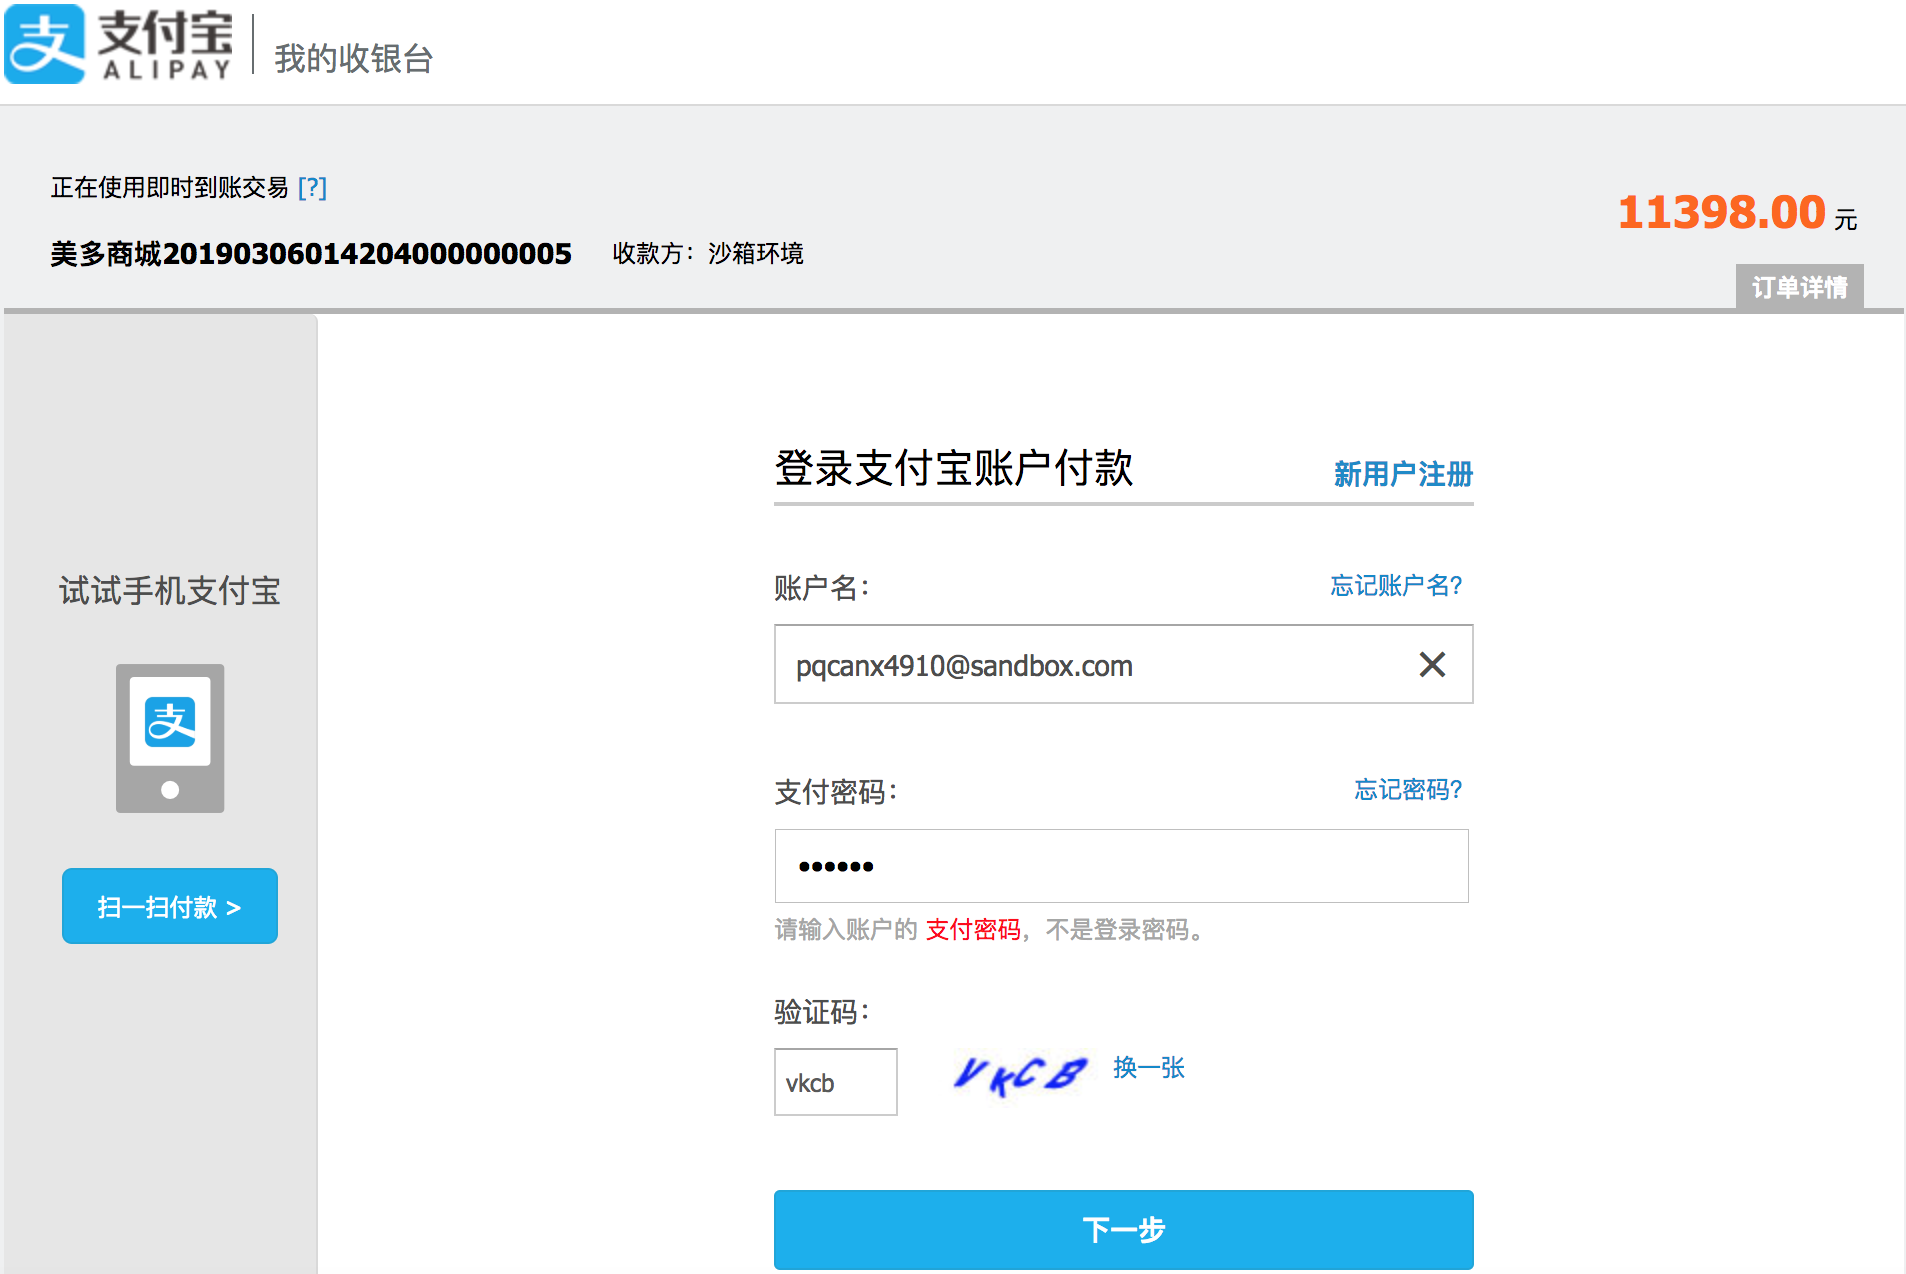 支 支付宝
ALIPAY
我的收银台
正在使用即时到账交易 [?]
11398.00 元
美多商城20190306014204000000005 收款方：沙箱环境
订单详情
试试手机支付宝
支
扫一扫付款 >
登录支付宝账户付款 新用户注册
账户名： 忘记账户名?
pqcanx4910@sandbox.com
支付密码： 忘记密码?
••••••
请输入账户的 支付密码，不是登录密码。
验证码：
vkcb VKCB 换一张
下一步